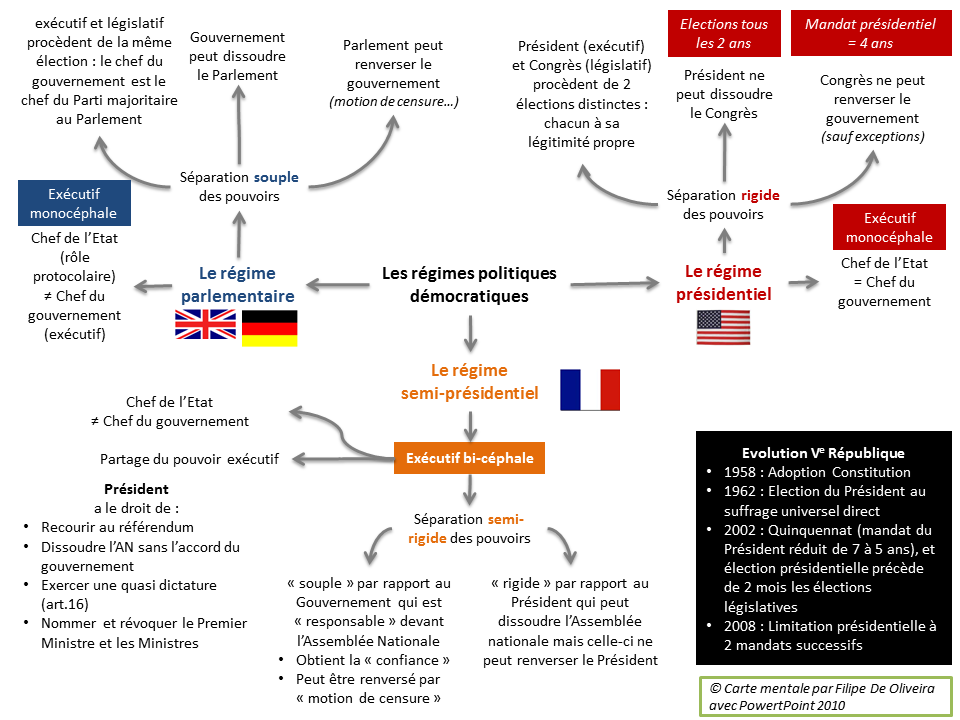 exécutif et législatif
procèdent de la même
élection : le chef du
gouvernement est le
chef du Parti majoritaire
au Parlement
Gouvernement
peut dissoudre
le Parlement
Parlement peut
renverser le
gouvernement
(motion de censure…)
Séparation souple
des pouvoirs
Exécutif
monocéphale
Chef de l’Etat
(rôle
protocolaire)
≠ Chef du
gouvernement
(exécutif)
Le régime
parlementaire
Les régimes politiques
démocratiques
Président (exécutif)
et Congrès (législatif)
procèdent de 2
élections distinctes :
chacun à sa
légitimité propre
Elections tous
les 2 ans
Président ne
peut dissoudre
le Congrès
Mandat présidentiel
= 4 ans
Congrès ne peut
renverser le
gouvernement
(sauf exceptions)
Séparation rigide
des pouvoirs
Le régime
présidentiel
Exécutif
monocéphale
Chef de l’Etat
= Chef du
gouvernement
Le régime
semi-présidentiel
Exécutif bi-céphale
Chef de l’Etat
≠ Chef du gouvernement
Partage du pouvoir exécutif
Président
a le droit de :
• Recourir au référendum
• Dissoudre l’AN sans l’accord du
gouvernement
• Exercer une quasi dictature
(art.16)
• Nommer et révoquer le Premier
Ministre et les Ministres
Séparation semi-
rigide des pouvoirs
« souple » par rapport au
Gouvernement qui est
« responsable » devant
l’Assemblée Nationale
• Obtient la « confiance »
• Peut être renversé par
« motion de censure »
« rigide » par rapport au
Président qui peut
dissoudre l’Assemblée
nationale mais celle-ci ne
peut renverser le Président
Evolution Ve République
• 1958 : Adoption Constitution
• 1962 : Election du Président au
suffrage universel direct
• 2002 : Quinquennat (mandat du
Président réduit de 7 à 5 ans), et
élection présidentielle précède
de 2 mois les élections
législatives
• 2008 : Limitation présidentielle à
2 mandats successifs
© Carte mentale par Filipe De Oliveira
avec PowertPoint 2010